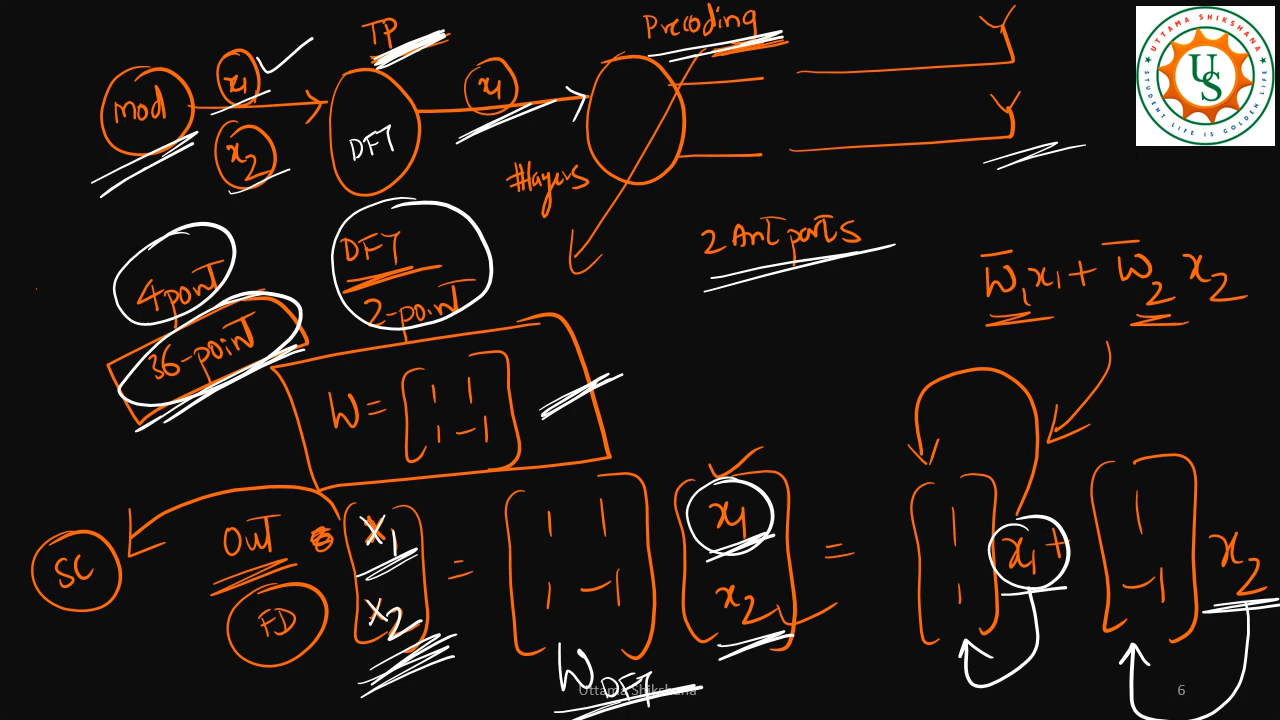 Precoding
TP
UTTAMA SHIKSHANA
US
STUDENT LIFE IS GOLDEN LIFE
mod
x1
x1
DFT
x2
#layers
DFT
2 Ant ports
4 point
2-point
W̄1x1 + W̄2 x2
36-point
W = [1 1
1 -1]
OUT
X1 = [1 1 x1 = [1 x1 + [1
SC
FD
X2 1 -1] x2 1] -1] x2
W DFT
Uttama Shikshana
6